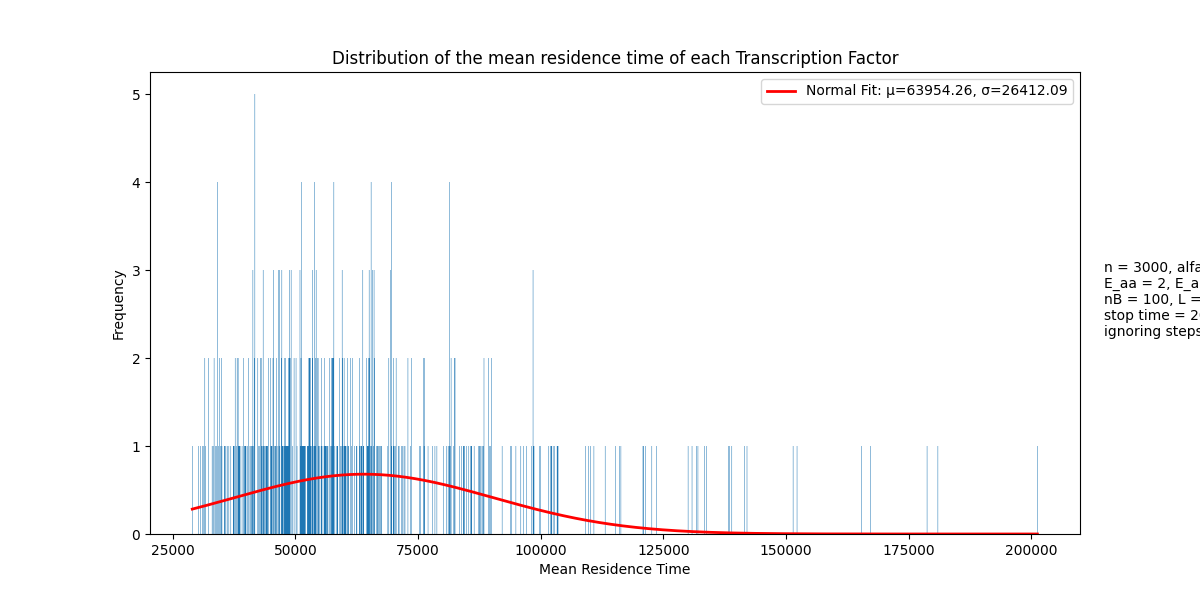 Distribution of the mean residence time of each Transcription Factor
Normal Fit: μ=63954.26, σ=26412.09
5
4
3
2
1
0
Frequency
25000 50000 75000 100000 125000 150000 175000 200000
Mean Residence Time
n = 3000, alfa
E_aa = 2, E_a
nB = 100, L =
stop time = 2
ignoring steps